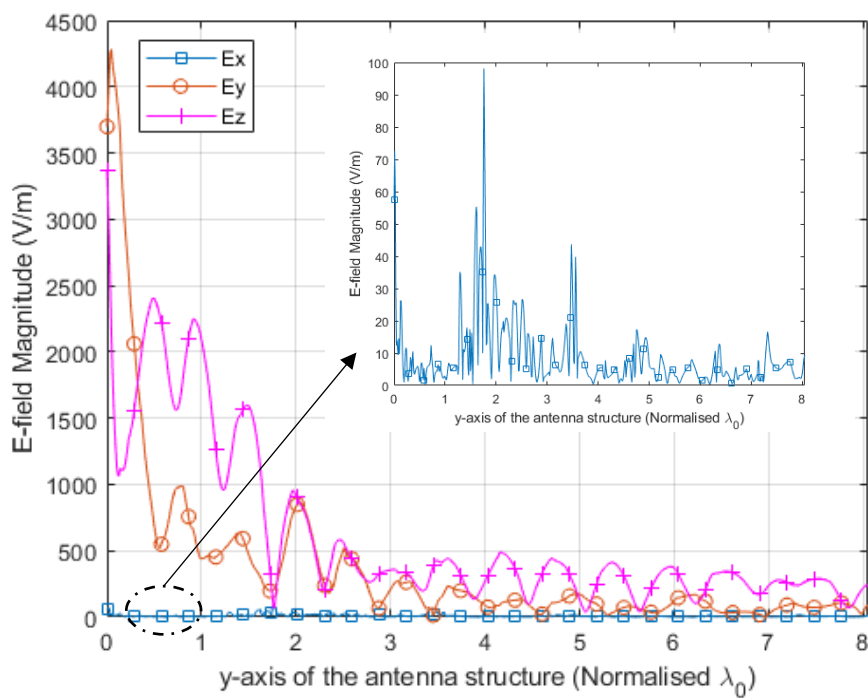 4500
4000
3500
3000
2500
2000
1500
1000
500
0
E-field Magnitude (V/m)
Ex
Ey
Ez
100
90
80
70
60
50
40
30
20
10
0
E-field Magnitude (V/m)
0 1 2 3 4 5 6 7 8
y-axis of the antenna structure (Normalised λ0)
0 1 2 3 4 5 6 7 8
y-axis of the antenna structure (Normalised λ0)